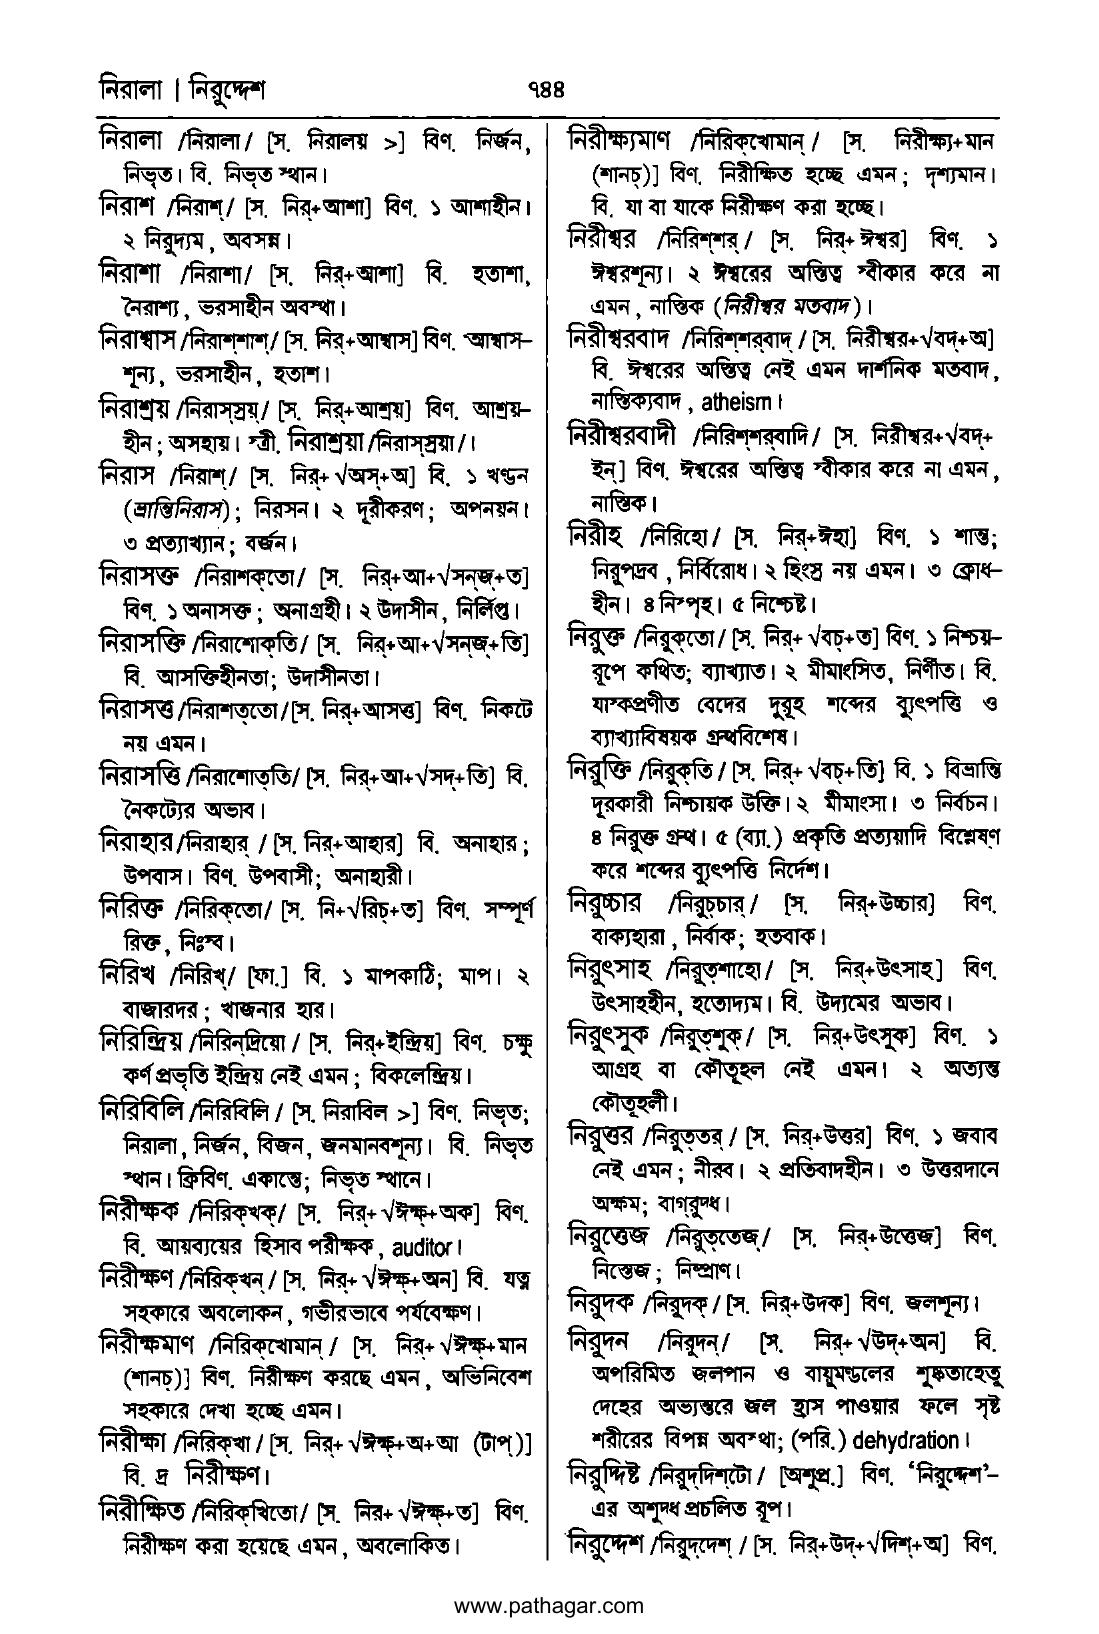 নিরালা | নিরুদ্দেশ
৭৪৪
নিরালা /নিরালা/ [স. নিরালয় >] বিণ. নির্জন,
নিভৃত। বি. নিভৃত স্থান।
নিরাশ /নিরাশ্/ [স. নির্+আশা] বিণ. ১ আশাহীন।
২ নিরুদ্যম, অবসন্ন।
নিরাশা /নিরাশা/ [স. নির্+আশা] বি. হতাশা,
নৈরাশ্য, ভরসাহীন অবস্থা।
নিরাশ্বাস /নিরাশ্শাশ্/ [স. নির্+আশ্বাস] বিণ. আশ্বাস-
শূন্য, ভরসাহীন, হতাশ।
নিরাশ্রয় /নিরাস্স্রয়্/ [স. নির্+আশ্রয়] বিণ. আশ্রয়-
হীন; অসহায়। স্ত্রী. নিরাশ্রয়া /নিরাস্স্রয়া/।
নিরাস /নিরাশ্/ [স. নির্+√অস্+অ] বি. ১ খণ্ডন
(ভ্রান্তিনিরাস); নিরসন। ২ দূরীকরণ; অপনয়ন।
৩ প্রত্যাখ্যান; বর্জন।
নিরাসক্ত /নিরাশক্তো/ [স. নির্+আ+√সন্জ্+ত]
বিণ. ১ অনাসক্ত; অনাগ্রহী। ২ উদাসীন, নির্লিপ্ত।
নিরাসক্তি /নিরাশোক্তি/ [স. নির্+আ+√সন্জ্+তি]
বি. আসক্তিহীনতা; উদাসীনতা।
নিরাসত্ত /নিরাশত্তো/ [স. নির্+আসত্ত] বিণ. নিকটে
নয় এমন।
নিরাসত্তি /নিরাশোত্তি/ [স. নির্+আ+√সদ্+তি] বি.
নৈকট্যের অভাব।
নিরাহার /নিরাহার্/ [স. নির্+আহার] বি. অনাহার;
উপবাস। বিণ. উপবাসী; অনাহারী।
নিরিক্ত /নিরিক্তো/ [স. নি+√রিচ্+ত] বিণ. সম্পূর্ণ
রিক্ত, নিঃস্ব।
নিরিখ /নিরিখ্/ [ফা.] বি. ১ মাপকাঠি; মাপ। ২
বাজারদর; খাজনার হার।
নিরিন্দ্রিয় /নিরিন্দ্রিয়ো/ [স. নির্+ইন্দ্রিয়] বিণ. চক্ষু
কর্ণ প্রভৃতি ইন্দ্রিয় নেই এমন; বিকলেন্দ্রিয়।
নিরিবিলি /নিরিবিলি/ [স. নিরাবিল >] বিণ. নিভৃত;
নিরালা, নির্জন, বিজন, জনমানবশূন্য। বি. নিভৃত
স্থান। ক্রিবিণ. একান্তে; নিভৃত স্থানে।
নিরীক্ষক /নিরিক্খক্/ [স. নির্+√ঈক্ষ্+অক] বিণ.
বি. আয়ব্যয়ের হিসাব পরীক্ষক, auditor।
নিরীক্ষণ /নিরিক্খন্/ [স. নির্+√ঈক্ষ্+অন] বি. যত্ন
সহকারে অবলোকন, গভীরভাবে পর্যবেক্ষণ।
নিরীক্ষমাণ /নিরিক্খোমান্/ [স. নির্+√ঈক্ষ্+মান
(শানচ্)] বিণ. নিরীক্ষণ করছে এমন, অভিনিবেশ
সহকারে দেখা হচ্ছে এমন।
নিরীক্ষা /নিরিক্খা/ [স. নির্+√ঈক্ষ্+অ+আ (টাপ্)]
বি. দ্র নিরীক্ষণ।
নিরীক্ষিত /নিরিক্খিতো/ [স. নির্+√ঈক্ষ্+ত] বিণ.
নিরীক্ষণ করা হয়েছে এমন, অবলোকিত।
নিরীক্ষ্যমাণ /নিরিক্খোমান্/ [স. নিরীক্ষ্য+মান
(শানচ্)] বিণ. নিরীক্ষিত হচ্ছে এমন; দৃশ্যমান।
বি. যা বা যাকে নিরীক্ষণ করা হচ্ছে।
নিরীশ্বর /নিরিশ্শর্/ [স. নির্+ঈশ্বর] বিণ. ১
ঈশ্বরশূন্য। ২ ঈশ্বরের অস্তিত্ব স্বীকার করে না
এমন, নাস্তিক (নিরীশ্বর মতবাদ)।
নিরীশ্বরবাদ /নিরিশ্শর্বাদ্/ [স. নিরীশ্বর+√বদ্+অ]
বি. ঈশ্বরের অস্তিত্ব নেই এমন দার্শনিক মতবাদ,
নাস্তিক্যবাদ, atheism।
নিরীশ্বরবাদী /নিরিশ্শর্বাদি/ [স. নিরীশ্বর+√বদ্+
ইন্] বিণ. ঈশ্বরের অস্তিত্ব স্বীকার করে না এমন,
নাস্তিক।
নিরীহ /নিরিহো/ [স. নির্+ঈহা] বিণ. ১ শান্ত;
নিরুপদ্রব, নির্বিরোধ। ২ হিংস্র নয় এমন। ৩ ক্রোধ-
হীন। ৪ নিস্পৃহ। ৫ নিশ্চেষ্ট।
নিরুক্ত /নিরুক্তো/ [স. নির্+√বচ্+ত] বিণ. ১ নিশ্চয়-
রূপে কথিত; ব্যাখ্যাত। ২ মীমাংসিত, নির্ণীত। বি.
যাস্কপ্রণীত বেদের দুরূহ শব্দের ব্যুৎপত্তি ও
ব্যাখ্যাবিষয়ক গ্রন্থবিশেষ।
নিরুক্তি /নিরুক্তি/ [স. নির্+√বচ্+তি] বি. ১ বিভ্রান্তি
দূরকারী নিশ্চায়ক উক্তি। ২ মীমাংসা। ৩ নির্বচন।
৪ নিরুক্ত গ্রন্থ। ৫ (ব্যা.) প্রকৃতি প্রত্যয়াদি বিশ্লেষণ
করে শব্দের ব্যুৎপত্তি নির্দেশ।
নিরুচ্চার /নিরুচ্চার্/ [স. নির্+উচ্চার] বিণ.
বাক্যহারা, নির্বাক; হতবাক।
নিরুৎসাহ /নিরুত্শাহো/ [স. নির্+উৎসাহ] বিণ.
উৎসাহহীন, হতোদ্যম। বি. উদ্যমের অভাব।
নিরুৎসুক /নিরুত্শুক্/ [স. নির্+উৎসুক] বিণ. ১
আগ্রহ বা কৌতূহল নেই এমন। ২ অত্যন্ত
কৌতূহলী।
নিরুত্তর /নিরুত্তর্/ [স. নির্+উত্তর] বিণ. ১ জবাব
নেই এমন; নীরব। ২ প্রতিবাদহীন। ৩ উত্তরদানে
অক্ষম; বাগ্‌রুদ্ধ।
নিরুত্তেজ /নিরুত্তেজ্/ [স. নির্+উত্তেজ] বিণ.
নিস্তেজ; নিষ্প্রাণ।
নিরুদক /নিরুদক্/ [স. নির্+উদক] বিণ. জলশূন্য।
নিরুদন /নিরুদন্/ [স. নির্+√উদ্+অন] বি.
অপরিমিত জলপান ও বায়ুমণ্ডলের শুষ্কতাহেতু
দেহের অভ্যন্তরে জল হ্রাস পাওয়ার ফলে সৃষ্ট
শরীরের বিপন্ন অবস্থা; (পরি.) dehydration।
নিরুদ্দিষ্ট /নিরুদ্দিশ্টো/ [অশুপ্র.] বিণ. ‘নিরুদ্দেশ’-
এর অশুদ্ধ প্রচলিত রূপ।
নিরুদ্দেশ /নিরুদ্দেশ্/ [স. নির্+উদ্+√দিশ্+অ] বিণ.
www.pathagar.com